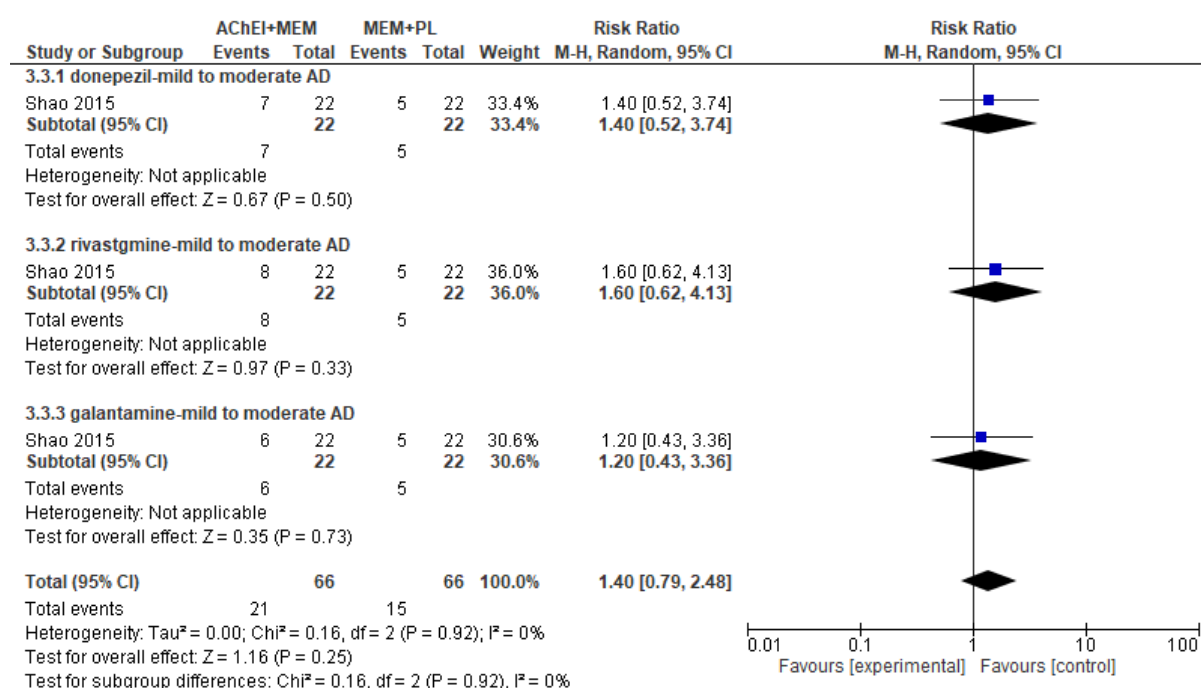 AChEI+MEM MEM+PL Risk Ratio Risk Ratio
Study or Subgroup Events Total Events Total Weight M-H, Random, 95% CI M-H, Random, 95% CI
3.3.1 donepezil-mild to moderate AD
Shao 2015 7 22 5 22 33.4% 1.40 [0.52, 3.74]
Subtotal (95% CI) 22 22 33.4% 1.40 [0.52, 3.74]
Total events 7 5
Heterogeneity: Not applicable
Test for overall effect: Z = 0.67 (P = 0.50)
3.3.2 rivastgmine-mild to moderate AD
Shao 2015 8 22 5 22 36.0% 1.60 [0.62, 4.13]
Subtotal (95% CI) 22 22 36.0% 1.60 [0.62, 4.13]
Total events 8 5
Heterogeneity: Not applicable
Test for overall effect: Z = 0.97 (P = 0.33)
3.3.3 galantamine-mild to moderate AD
Shao 2015 6 22 5 22 30.6% 1.20 [0.43, 3.36]
Subtotal (95% CI) 22 22 30.6% 1.20 [0.43, 3.36]
Total events 6 5
Heterogeneity: Not applicable
Test for overall effect: Z = 0.35 (P = 0.73)
Total (95% CI) 66 66 100.0% 1.40 [0.79, 2.48]
Total events 21 15
Heterogeneity: Tau² = 0.00; Chi² = 0.16, df = 2 (P = 0.92); I² = 0%
Test for overall effect: Z = 1.16 (P = 0.25)
Test for subgroup differences: Chi² = 0.16, df = 2 (P = 0.92), I² = 0%
0.01 0.1 1 10 100
Favours [experimental] Favours [control]